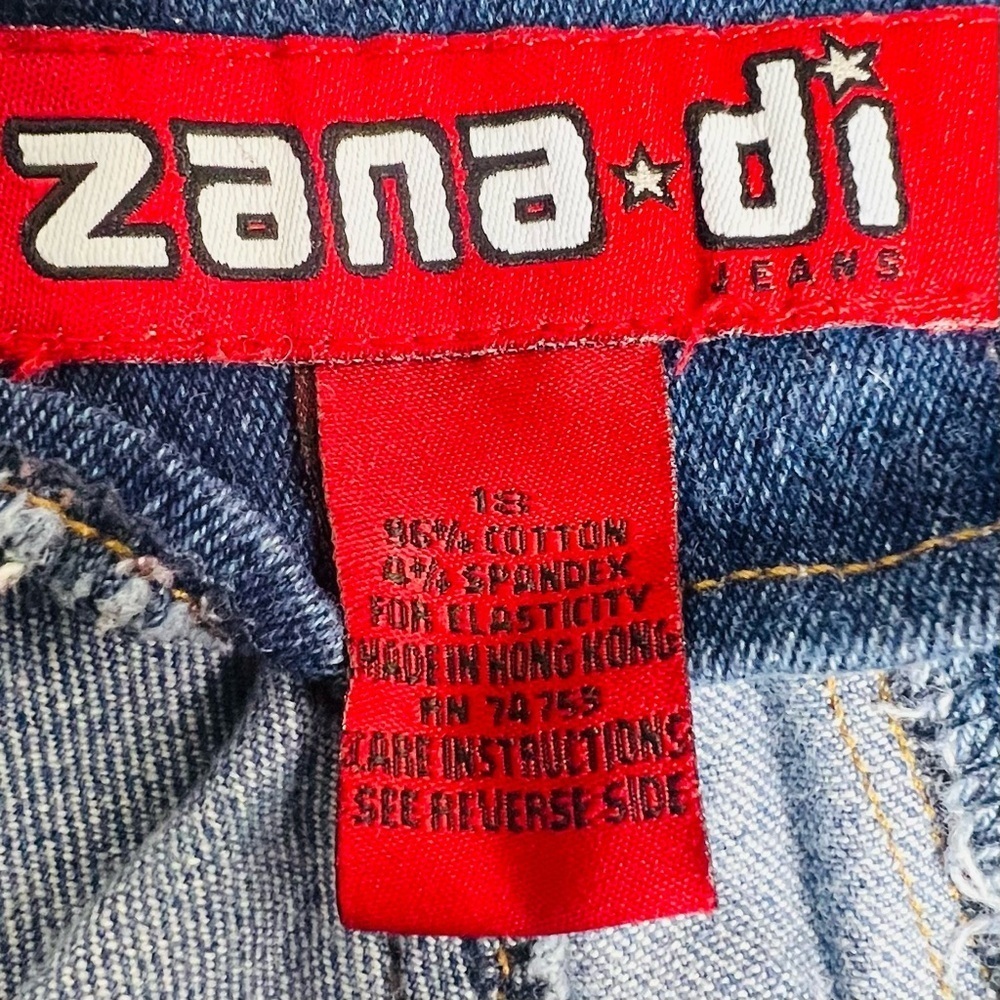 zana★di
JEANS
18
96% COTTON
4% SPANDEX
FOR ELASTICITY
MADE IN HONG KONG
RN 74753
CARE INSTRUCTIONS
SEE REVERSE SIDE